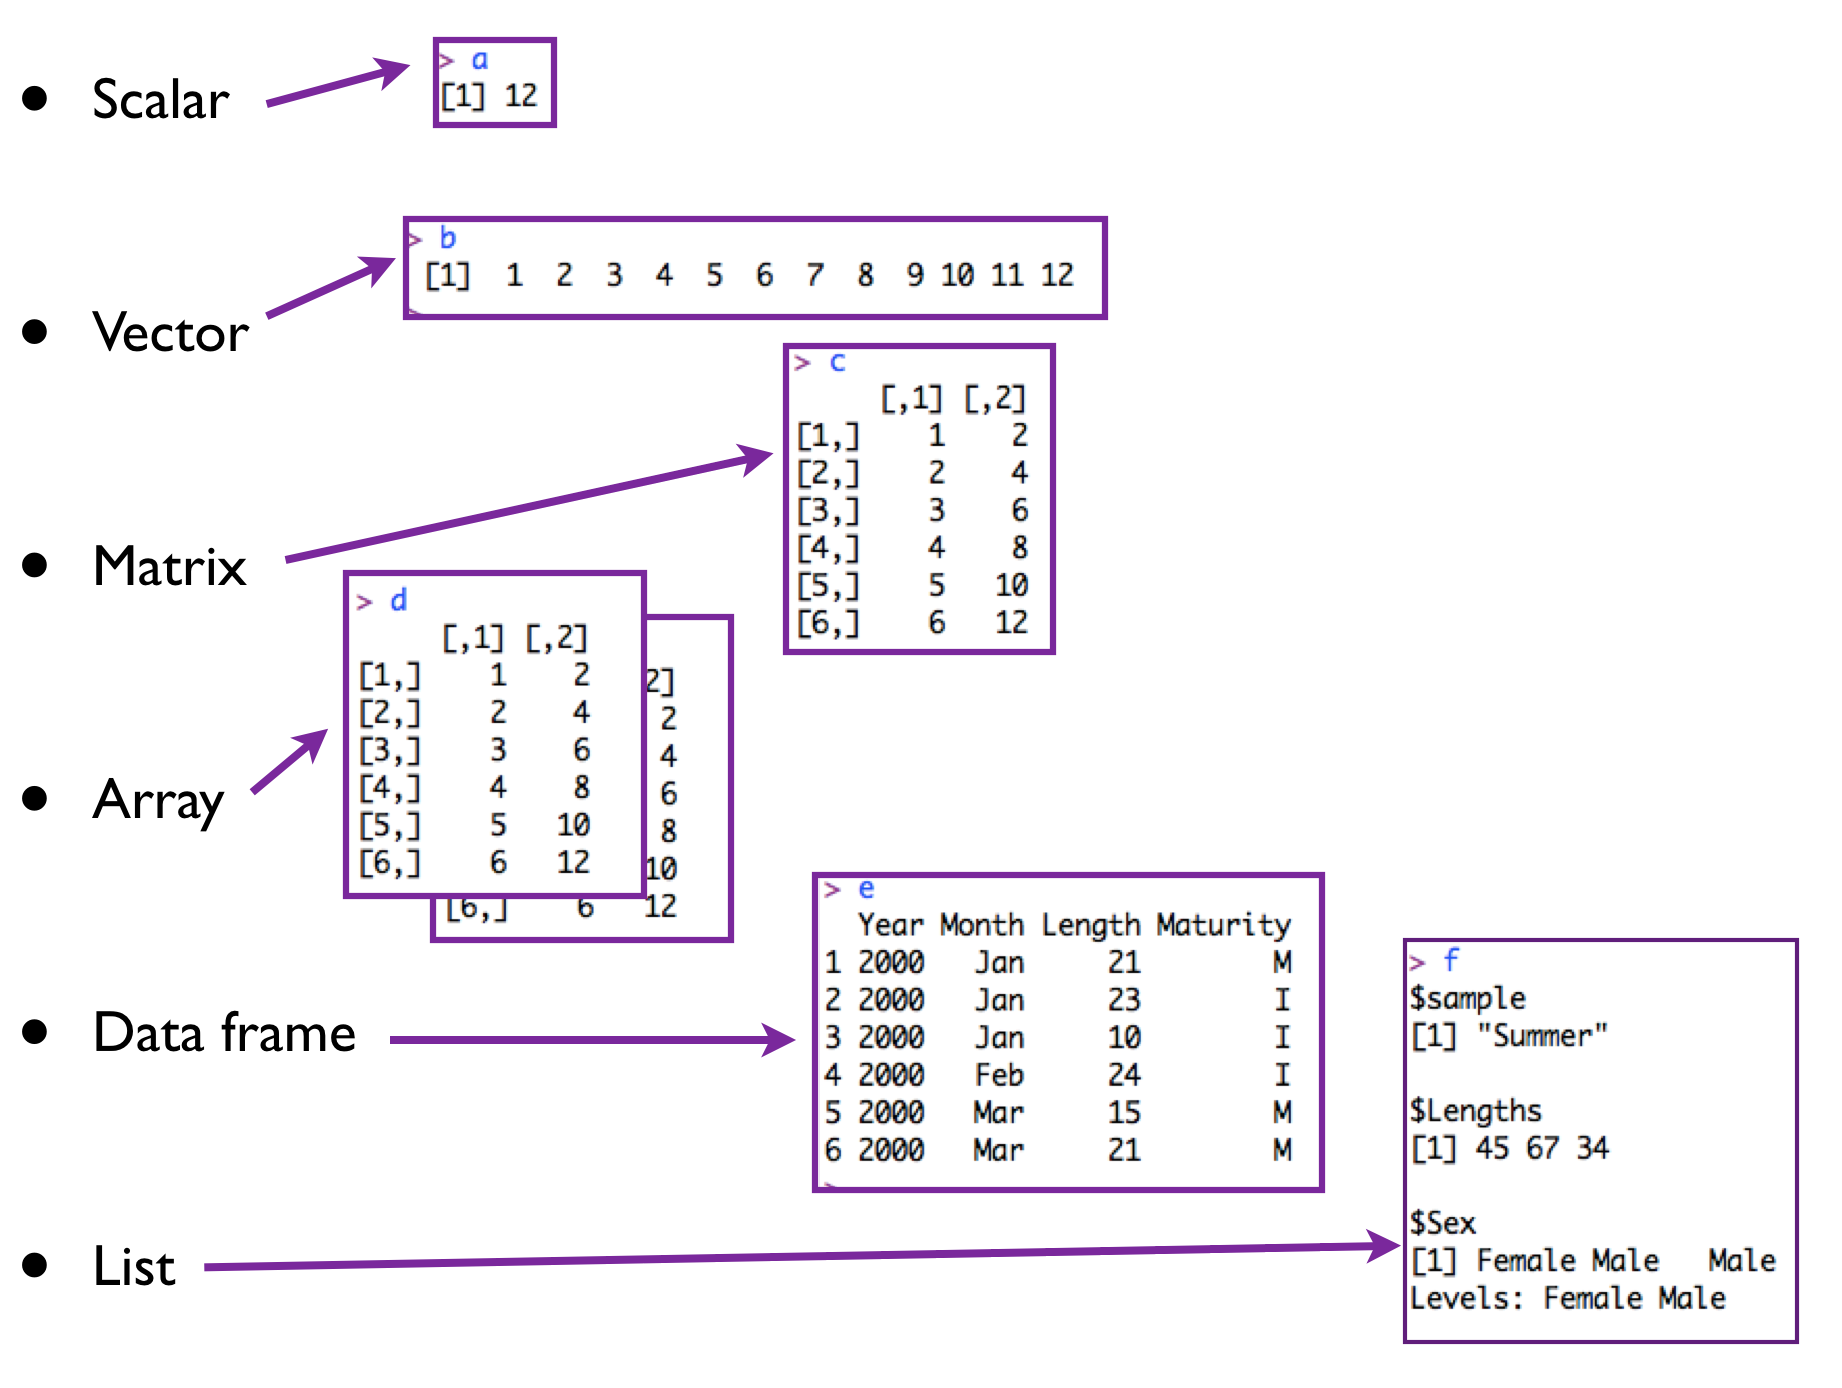 • Scalar
> a
[1] 12
• Vector
> b
[1]  1  2  3  4  5  6  7  8  9 10 11 12
• Matrix
> c
     [,1] [,2]
[1,]    1    2
[2,]    2    4
[3,]    3    6
[4,]    4    8
[5,]    5   10
[6,]    6   12
• Array
> d
     [,1] [,2]
[1,]    1    2
[2,]    2    4
[3,]    3    6
[4,]    4    8
[5,]    5   10
[6,]    6   12
2]
2
4
6
8
10
[6,]    6   12
• Data frame
> e
  Year Month Length Maturity
1 2000   Jan     21        M
2 2000   Jan     23        I
3 2000   Jan     10        I
4 2000   Feb     24        I
5 2000   Mar     15        M
6 2000   Mar     21        M
• List
> f
$sample
[1] "Summer"
$Lengths
[1] 45 67 34
$Sex
[1] Female Male   Male
Levels: Female Male